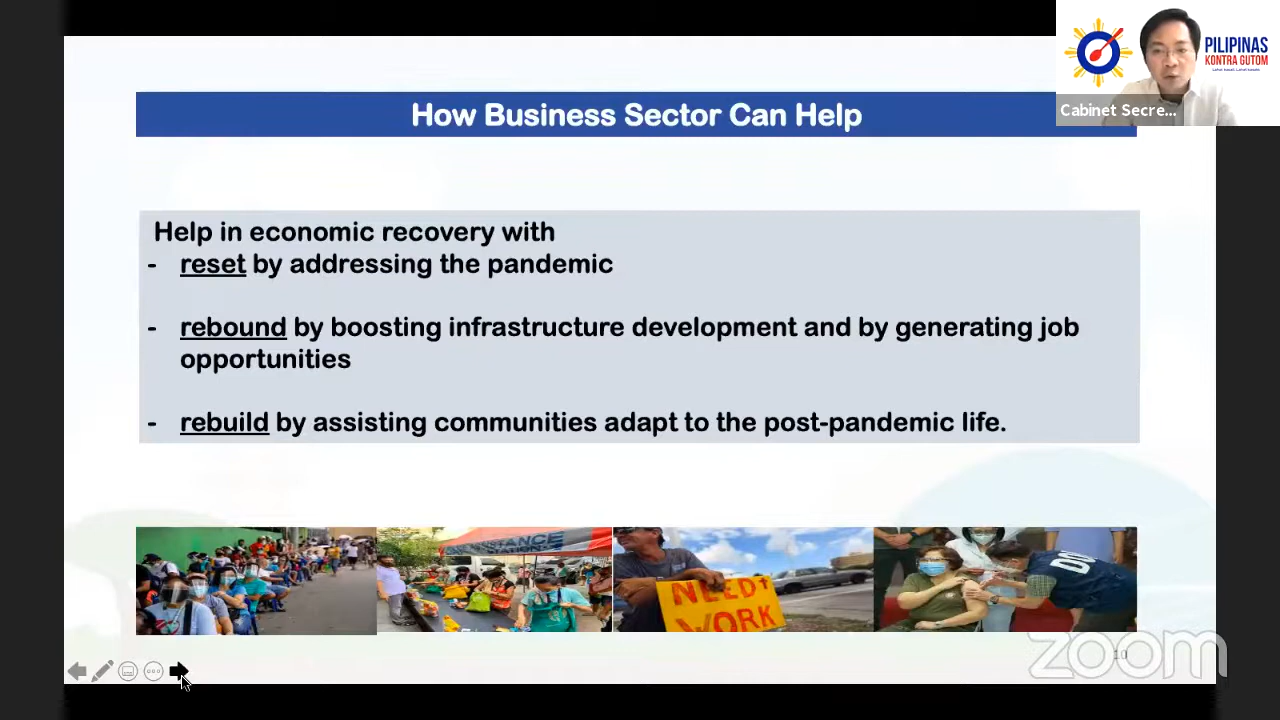 How Business Sector Can Help
PILIPINAS
KONTRA GUTOM
Cabinet Secre...
Help in economic recovery with
- reset by addressing the pandemic
- rebound by boosting infrastructure development and by generating job
opportunities
- rebuild by assisting communities adapt to the post-pandemic life.
NEED
WORK
DO
10
zoom